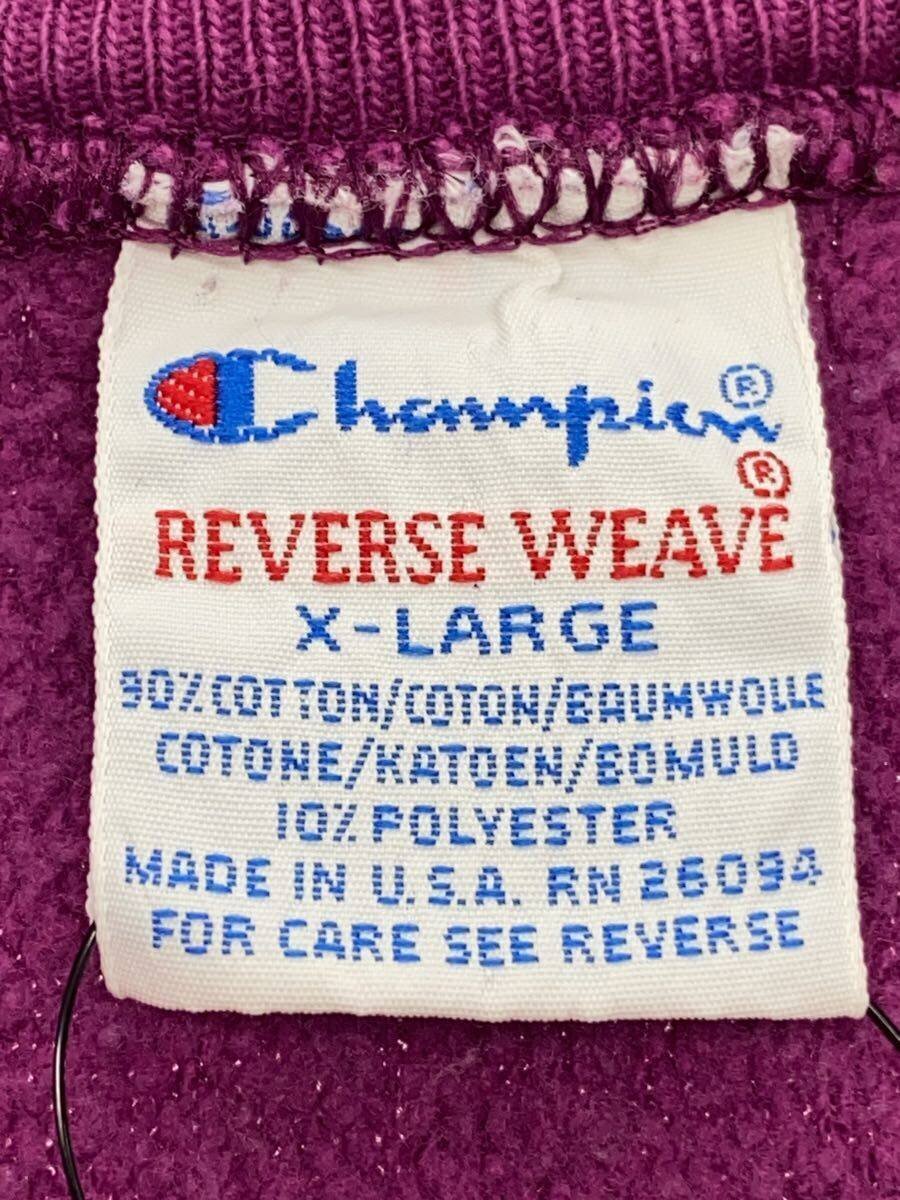 Champion®
REVERSE WEAVE®
X-LARGE
90% COTTON/COTON/BAUMWOLLE
COTONE/KATOEN/BOMULD
10% POLYESTER
MADE IN U.S.A. RN 26094
FOR CARE SEE REVERSE